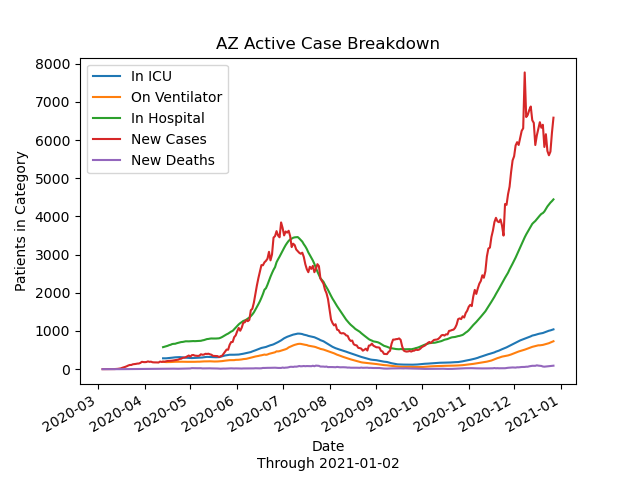 AZ Active Case Breakdown
In ICU
On Ventilator
In Hospital
New Cases
New Deaths
Patients in Category
8000
7000
6000
5000
4000
3000
2000
1000
0
2020-03
2020-04
2020-05
2020-06
2020-07
2020-08
2020-09
2020-10
2020-11
2020-12
2021-01
Date
Through 2021-01-02